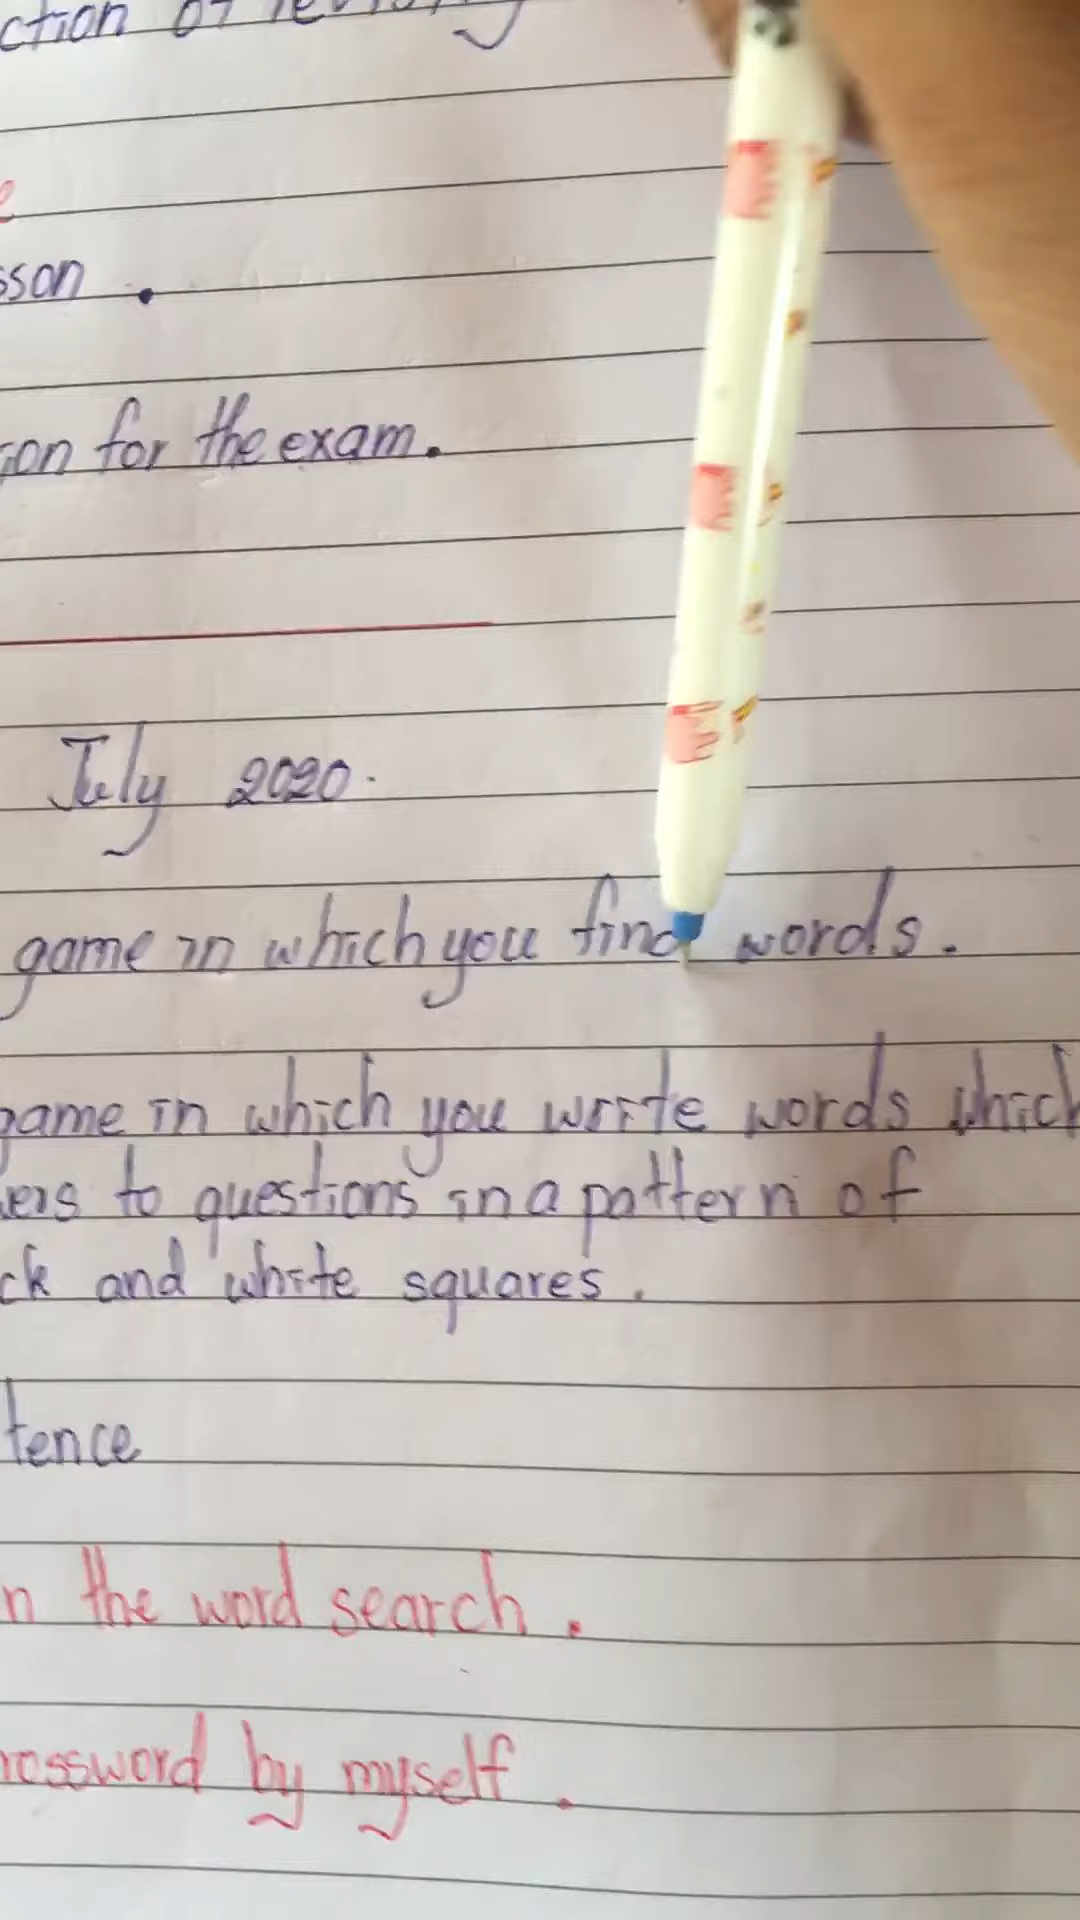 ction of
sson .
for the exam.
July 2020.
game in which you find words.
game in which you write words which
ers to questions in a pattern of
ck and white squares.
tence
n the word search.
rossword by myself.